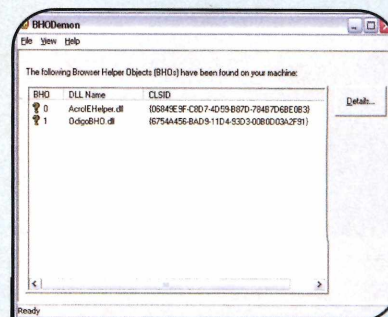 BHODemon
File View Help
The following Browser Helper Objects (BHOs) have been found on your machine:
BHO DLL Name CLSID
0 AcroIEHelper.dll {06849E9F-C8D7-4D59-B87D-784B7D6BE0B3}
1 OdigoBHO.dll {6754A456-BAD9-11D4-93D3-00B0D03A2F91}
Details...
Ready